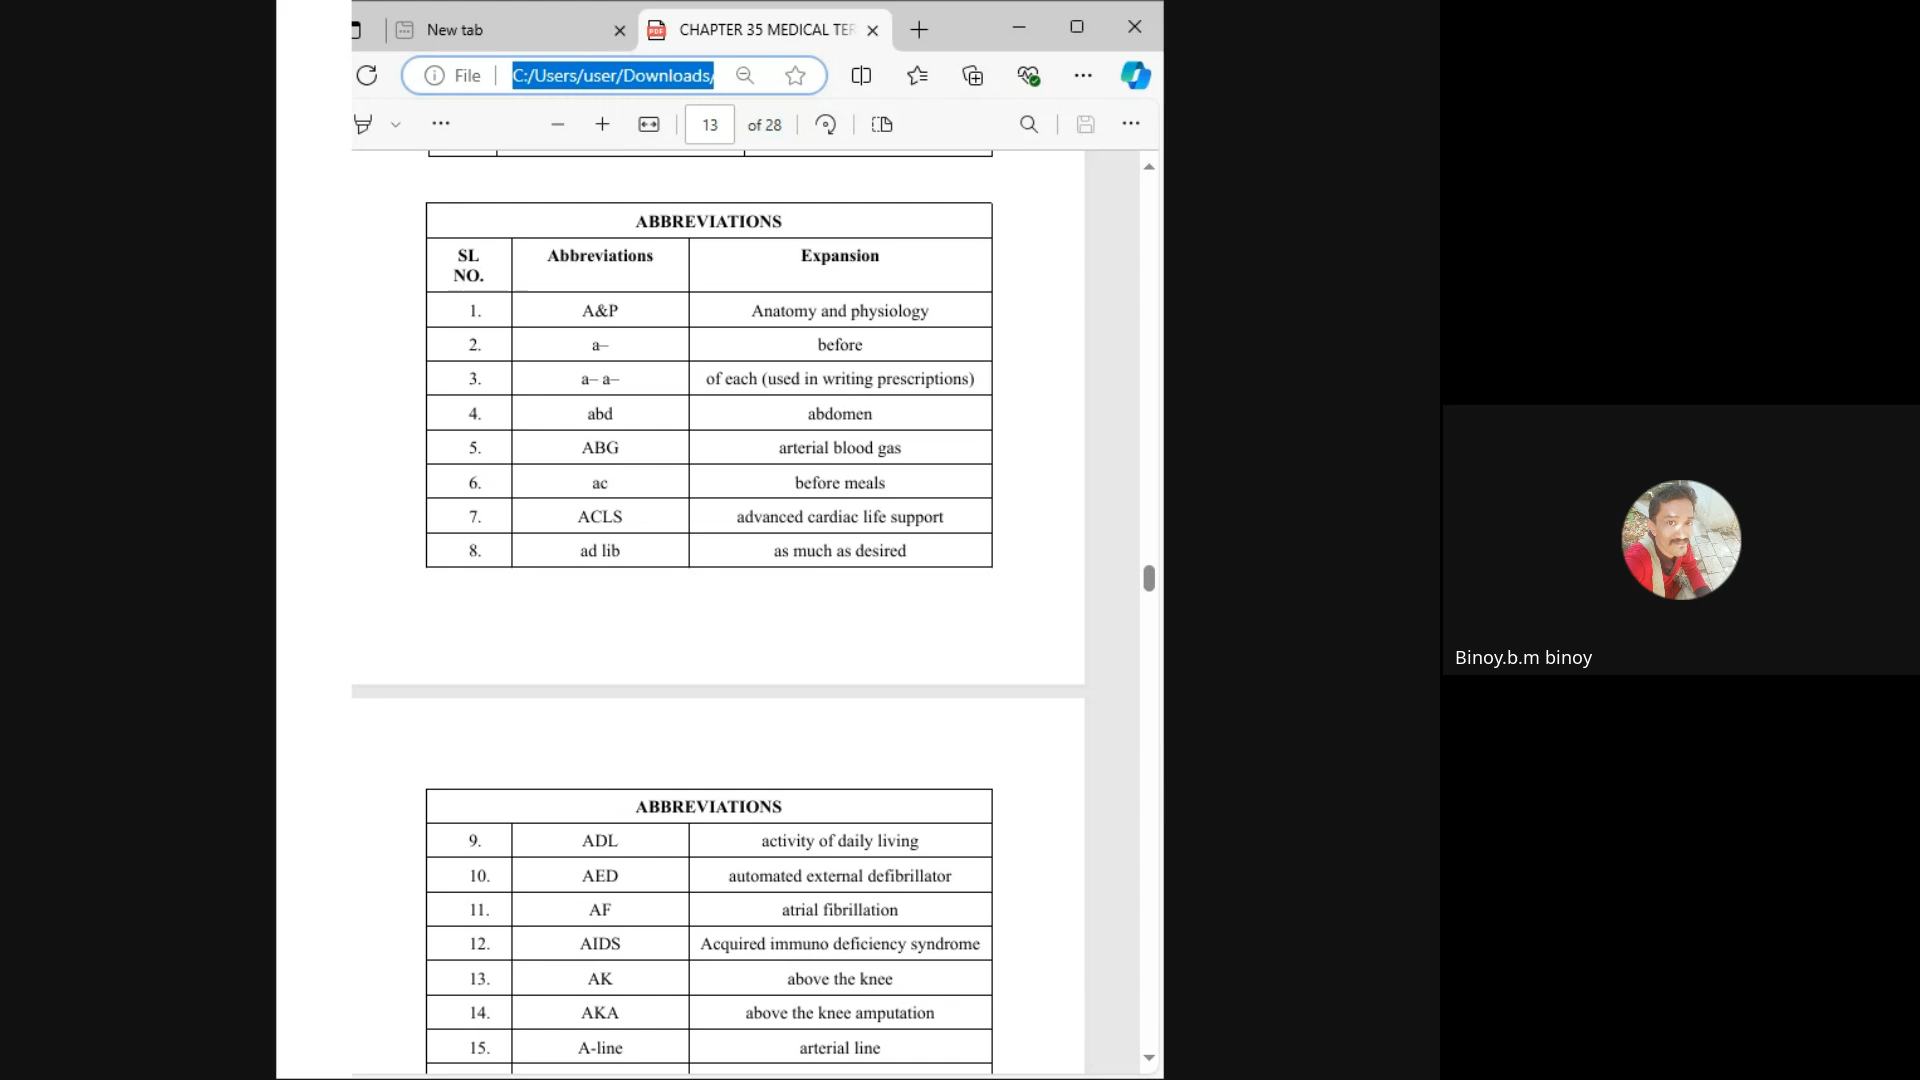 New tab
CHAPTER 35 MEDICAL TER
File
C:/Users/user/Downloads/
13 of 28
ABBREVIATIONS
SL NO. Abbreviations Expansion
1. A&P Anatomy and physiology
2. a– before
3. a– a– of each (used in writing prescriptions)
4. abd abdomen
5. ABG arterial blood gas
6. ac before meals
7. ACLS advanced cardiac life support
8. ad lib as much as desired
ABBREVIATIONS
9. ADL activity of daily living
10. AED automated external defibrillator
11. AF atrial fibrillation
12. AIDS Acquired immuno deficiency syndrome
13. AK above the knee
14. AKA above the knee amputation
15. A-line arterial line
Binoy.b.m binoy